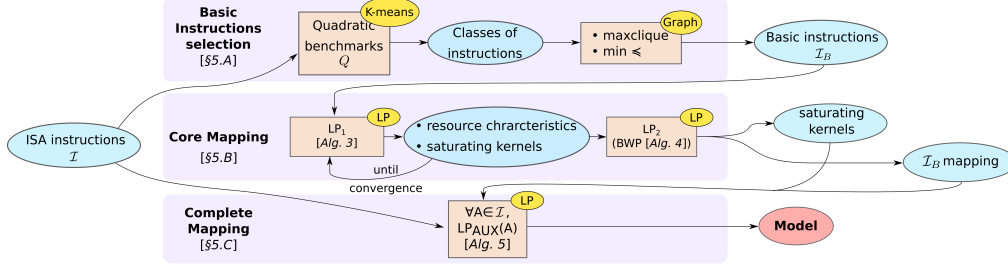 Basic
Instructions
selection
[§5.A]
K-means
Quadratic
benchmarks
Q
Classes of
instructions
Graph
• maxclique
• min ≼
Basic instructions
ℐB
ISA instructions
ℐ
Core Mapping
[§5.B]
LP
LP1
[Alg. 3]
• resource chrarcteristics
• saturating kernels
until
convergence
LP
LP2
(BWP [Alg. 4])
saturating
kernels
ℐB mapping
Complete
Mapping
[§5.C]
LP
∀A∈ℐ,
LPAUX(A)
[Alg. 5]
Model